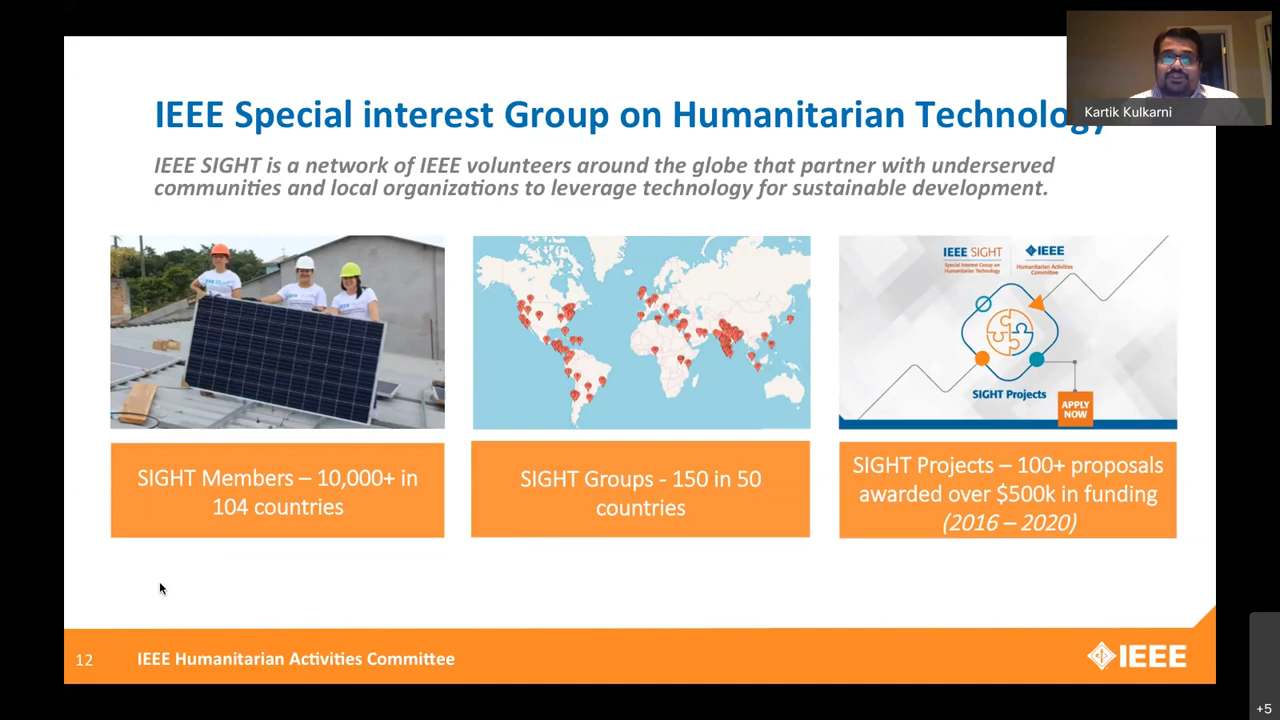 IEEE Special interest Group on Humanitarian Technology
Kartik Kulkarni
IEEE SIGHT is a network of IEEE volunteers around the globe that partner with underserved
communities and local organizations to leverage technology for sustainable development.
IEEE SIGHT
Special Interest Group on
Humanitarian Technology
IEEE
Humanitarian Activities
Committee
SIGHT Projects
APPLY
NOW
SIGHT Members – 10,000+ in
104 countries
SIGHT Groups - 150 in 50
countries
SIGHT Projects – 100+ proposals
awarded over $500k in funding
(2016 – 2020)
12
IEEE Humanitarian Activities Committee
IEEE
+5